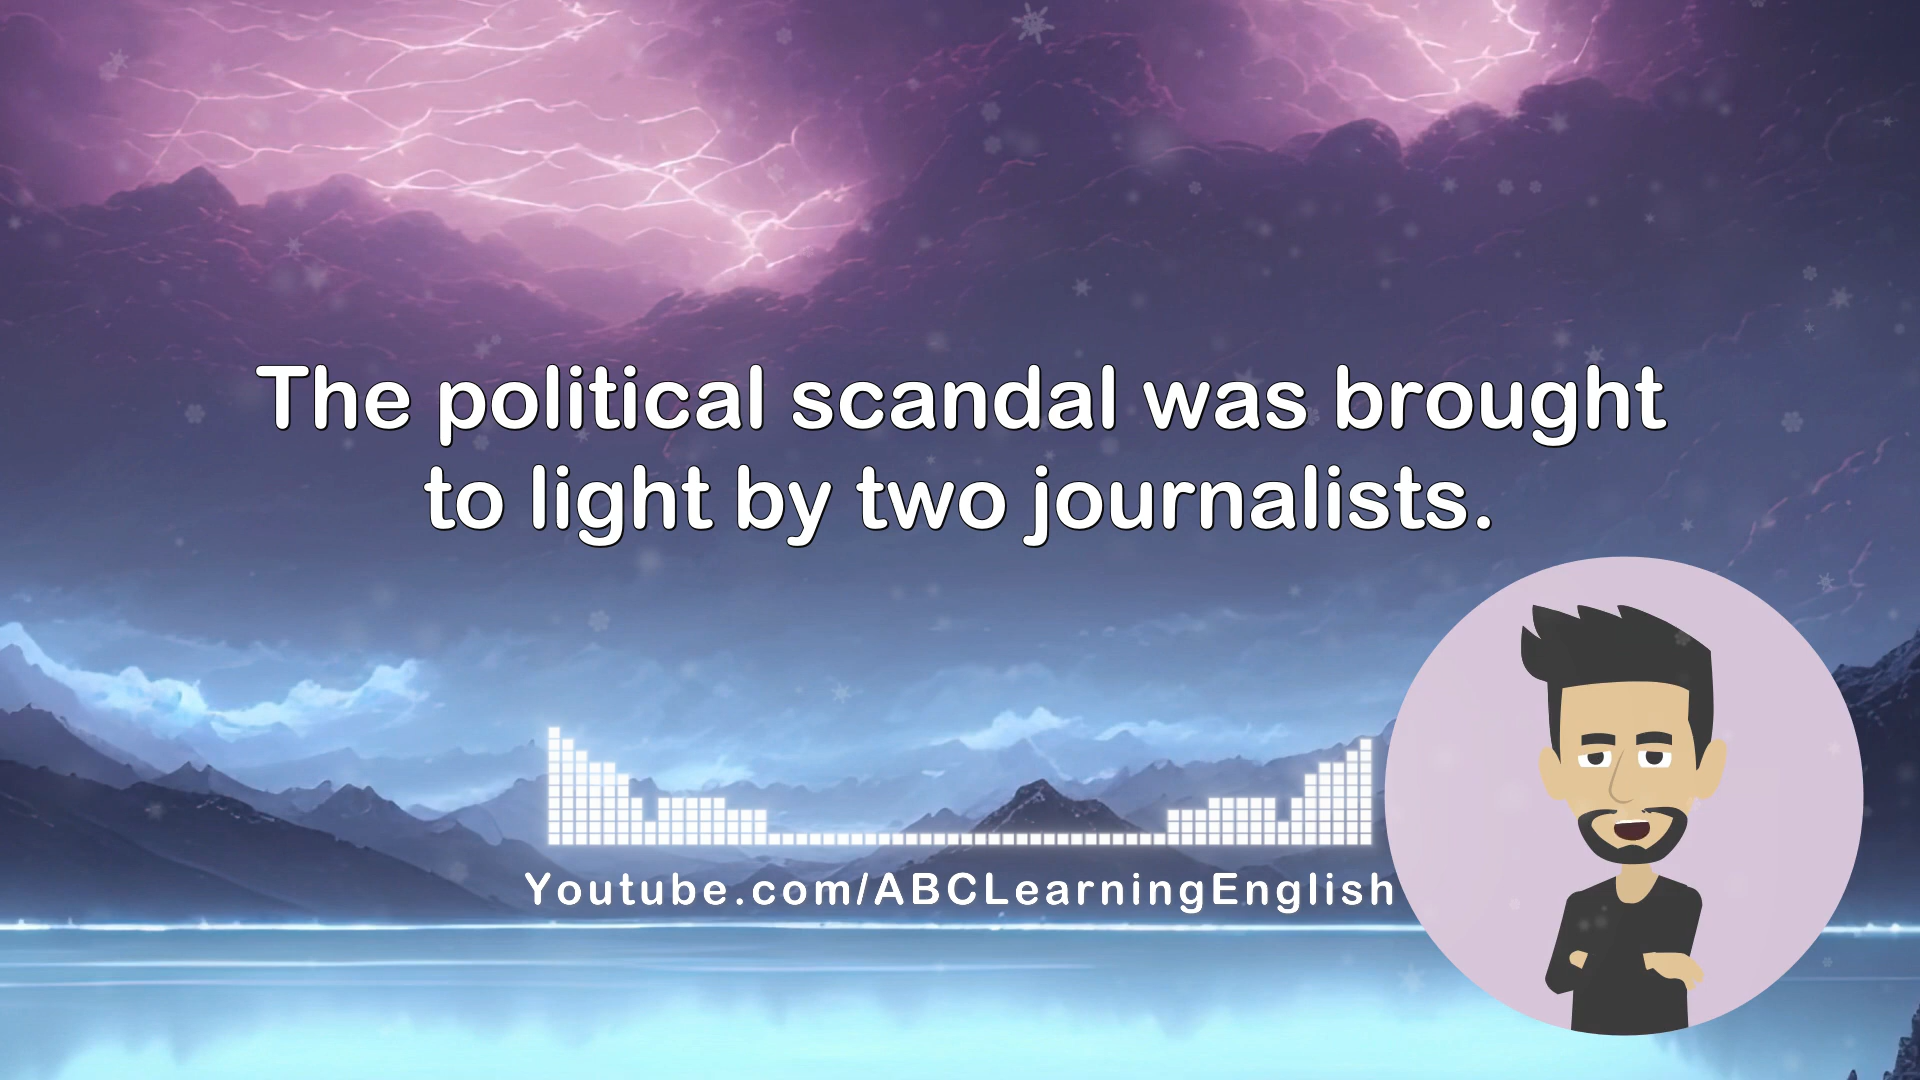 The political scandal was brought
to light by two journalists.
Youtube.com/ABCLearningEnglish